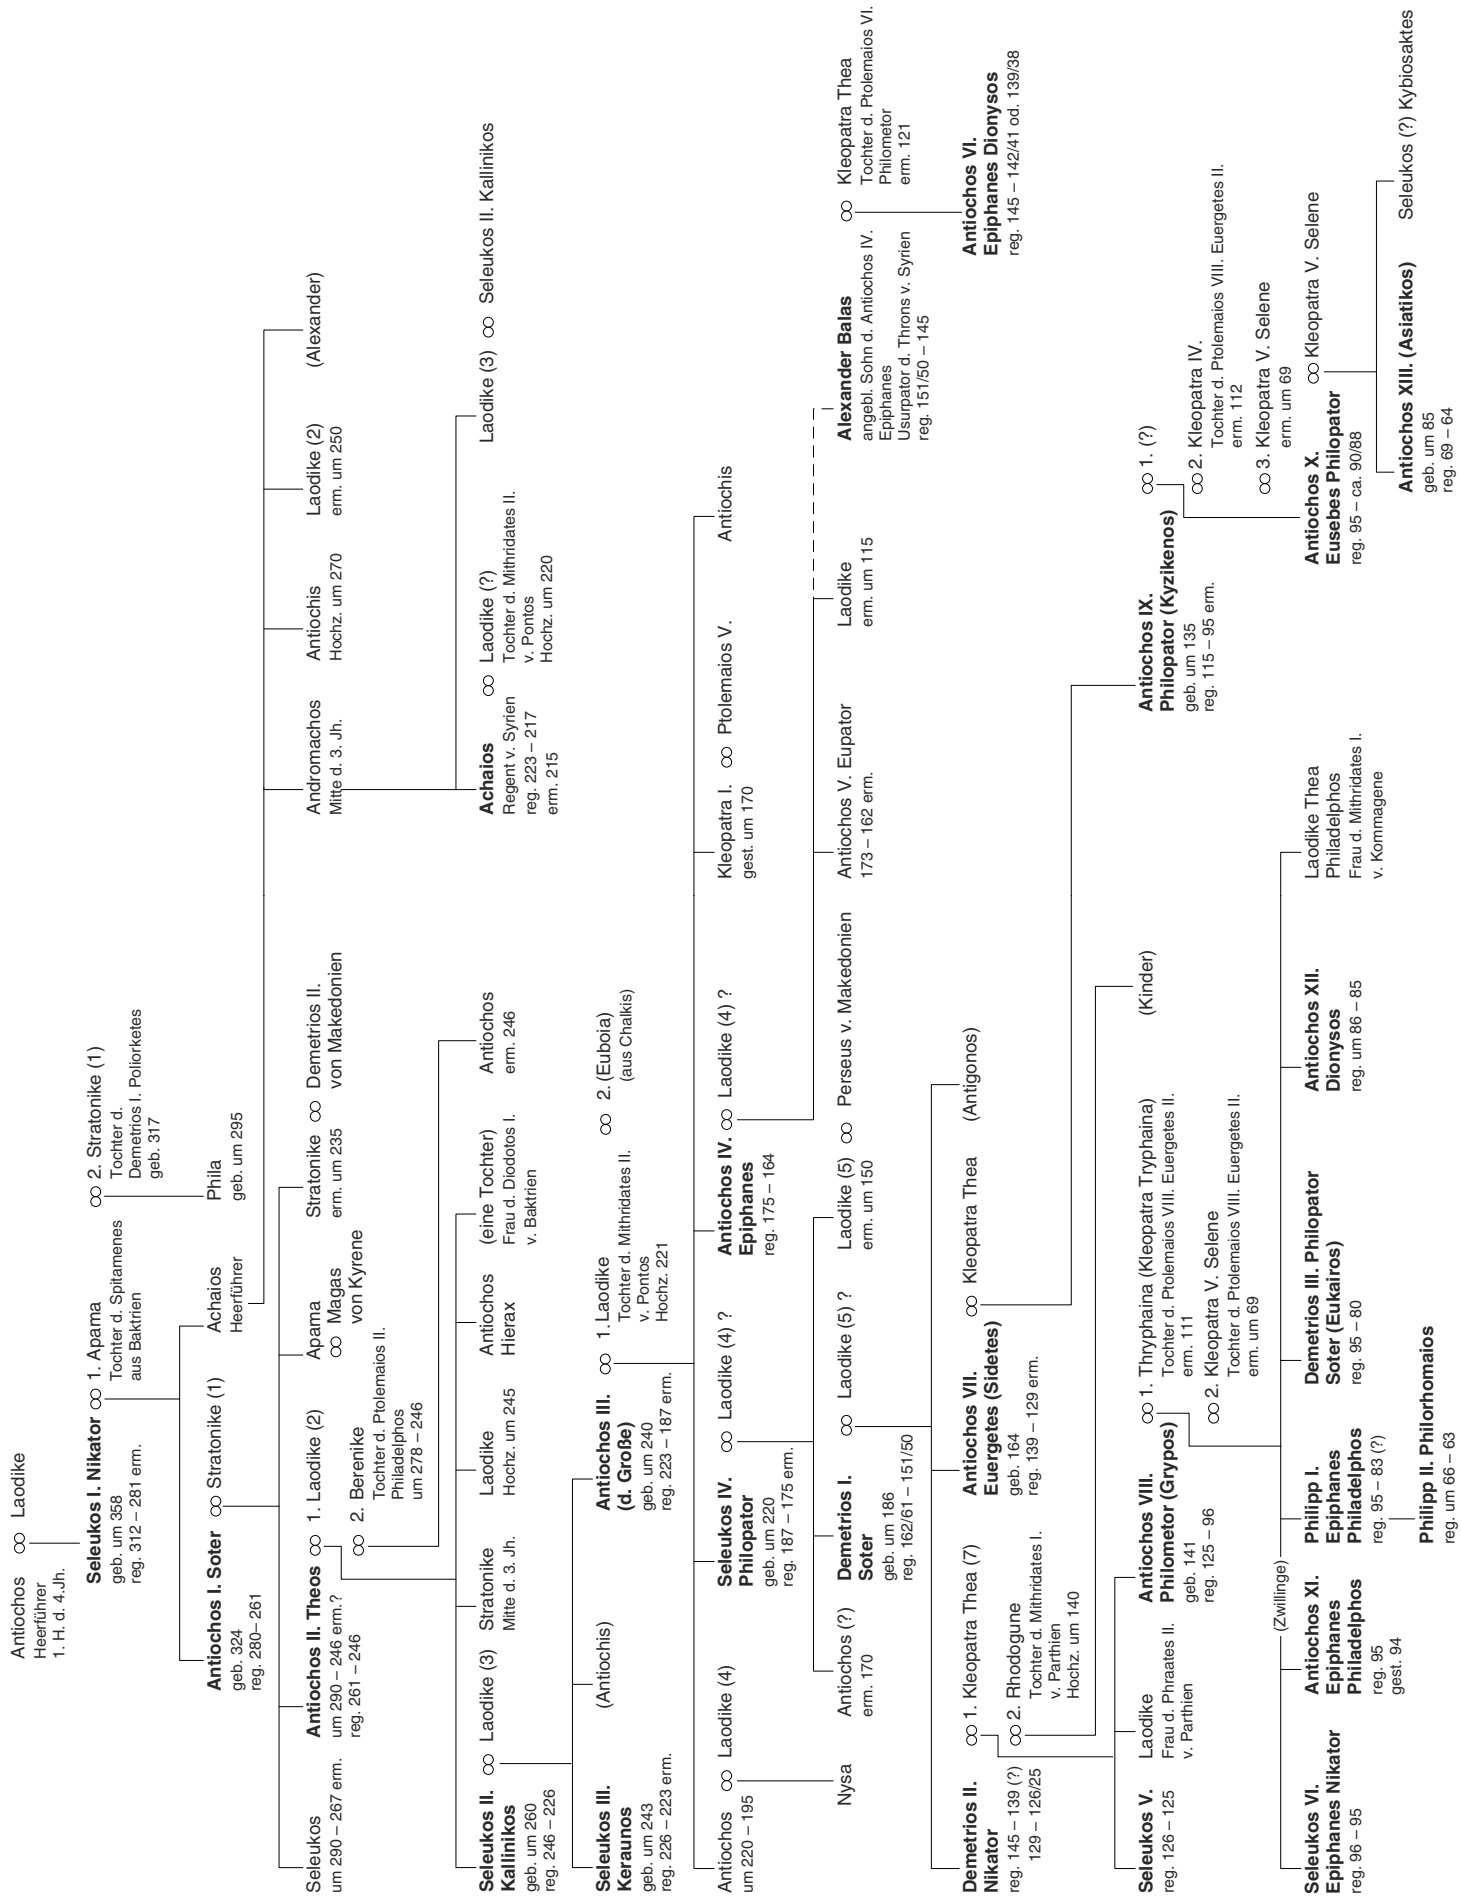 Antiochos ∞ Laodike
Heerführer
1. H. d. 4.Jh.
Seleukos I. Nikator ∞ 1. Apama
geb. um 358
reg. 312 – 281 erm.
Tochter d. Spitamenes
aus Baktrien
∞ 2. Stratonike (1)
Tochter d.
Demetrios I. Poliorketes
geb. 317
Antiochos I. Soter ∞ Stratonike (1)
geb. 324
reg. 280– 261
Achaios
Heerführer
Phila
geb. um 295
Seleukos
um 290 – 267 erm.
Antiochos II. Theos ∞ 1. Laodike (2)
um 290 – 246 erm.?
reg. 261 – 246
∞ 2. Berenike
Tochter d. Ptolemaios II.
Philadelphos
um 278 – 246
Apama
∞ Magas
von Kyrene
Stratonike ∞ Demetrios II.
erm. um 235
von Makedonien
Andromachos
Mitte d. 3. Jh.
Antiochis
Hochz. um 270
Laodike (2)
erm. um 250
(Alexander)
Seleukos II.
Kallinikos
geb. um 260
reg. 246 – 226
∞ Laodike (3)
Stratonike
Mitte d. 3. Jh.
Laodike
Hochz. um 245
Antiochos
Hierax
(eine Tochter)
Frau d. Diodotos I.
v. Baktrien
Antiochos
erm. 246
Achaios
Regent v. Syrien
reg. 223 – 217
erm. 215
∞ Laodike (?)
Tochter d. Mithridates II.
v. Pontos
Hochz. um 220
Laodike (3) ∞ Seleukos II. Kallinikos
Seleukos III.
Keraunos
geb. um 243
reg. 226 – 223 erm.
(Antiochis)
Antiochos III.
(d. Große)
geb. um 240
reg. 223 – 187 erm.
∞ 1. Laodike
Tochter d. Mithridates II.
v. Pontos
Hochz. 221
∞ 2. (Euboia)
(aus Chalkis)
Antiochos ∞ Laodike (4)
um 220 – 195
Seleukos IV.
Philopator
geb. um 220
reg. 187 – 175 erm.
∞ Laodike (4) ?
Antiochos IV.
Epiphanes
reg. 175 – 164
∞ Laodike (4) ?
Kleopatra I. ∞ Ptolemaios V.
gest. um 170
Antiochis
Nysa
Antiochos (?)
erm. 170
Demetrios I.
Soter
geb. um 186
reg. 162/61 – 151/50
∞ Laodike (5) ?
Laodike (5) ∞ Perseus v. Makedonien
erm. um 150
Antiochos V. Eupator
173 – 162 erm.
Laodike
erm. um 115
Alexander Balas
angebl. Sohn d. Antiochos IV.
Epiphanes
Usurpator d. Throns v. Syrien
reg. 151/50 – 145
∞ Kleopatra Thea
Tochter d. Ptolemaios VI.
Philometor
erm. 121
Demetrios II.
Nikator
reg. 145 – 139 (?)
129 – 126/25
∞ 1. Kleopatra Thea (7)
∞ 2. Rhodogune
Tochter d. Mithridates I.
v. Parthien
Hochz. um 140
Antiochos VII.
Euergetes (Sidetes)
geb. 164
reg. 139 – 129 erm.
∞ Kleopatra Thea
(Antigonos)
Antiochos VI.
Epiphanes Dionysos
reg. 145 – 142/41 od. 139/38
Seleukos V.
reg. 126 – 125
Laodike
Frau d. Phraates II.
v. Parthien
Antiochos VIII.
Philometor (Grypos)
geb. 141
reg. 125 – 96
∞ 1. Thryphaina (Kleopatra Tryphaina)
Tochter d. Ptolemaios VIII. Euergetes II.
erm. 111
∞ 2. Kleopatra V. Selene
Tochter d. Ptolemaios VIII. Euergetes II.
erm. um 69
(Kinder)
Antiochos IX.
Philopator (Kyzikenos)
geb. um 135
reg. 115 – 95 erm.
∞ 1. (?)
∞ 2. Kleopatra IV.
Tochter d. Ptolemaios VIII. Euergetes II.
erm. 112
∞ 3. Kleopatra V. Selene
erm. um 69
Seleukos VI.
Epiphanes Nikator
reg. 96 – 95
(Zwillinge)
Antiochos XI.
Epiphanes
Philadelphos
reg. 95
gest. 94
Philipp I.
Epiphanes
Philadelphos
reg. 95 – 83 (?)
Demetrios III. Philopator
Soter (Eukairos)
reg. 95 – 80
Antiochos XII.
Dionysos
reg. um 86 – 85
Laodike Thea
Philadelphos
Frau d. Mithridates I.
v. Kommagene
Antiochos X.
Eusebes Philopator
reg. 95 – ca. 90/88
∞ Kleopatra V. Selene
Philipp II. Philorhomaios
reg. um 66 – 63
Antiochos XIII. (Asiatikos)
geb. um 85
reg. 69 – 64
Seleukos (?) Kybiosaktes